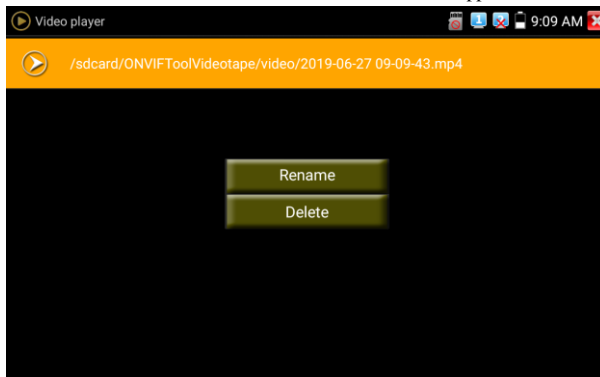 Video player
9:09 AM
/sdcard/ONVIFToolVideotape/video/2019-06-27 09-09-43.mp4
Rename
Delete